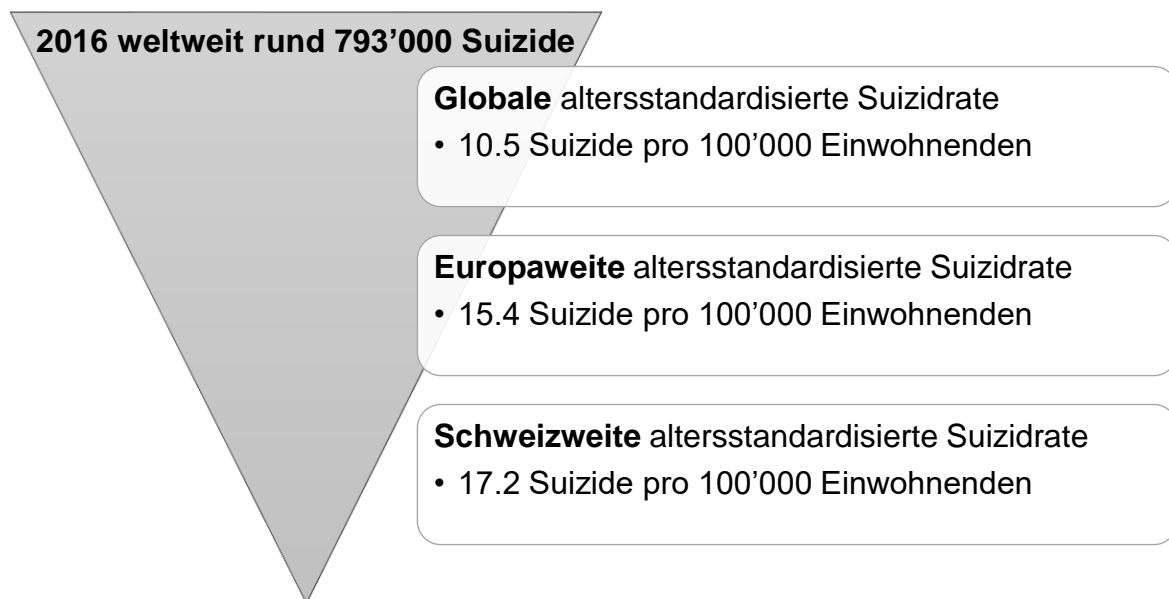 2016 weltweit rund 793’000 Suizide
Globale altersstandardisierte Suizidrate
• 10.5 Suizide pro 100’000 Einwohnenden
Europaweite altersstandardisierte Suizidrate
• 15.4 Suizide pro 100’000 Einwohnenden
Schweizweite altersstandardisierte Suizidrate
• 17.2 Suizide pro 100’000 Einwohnenden